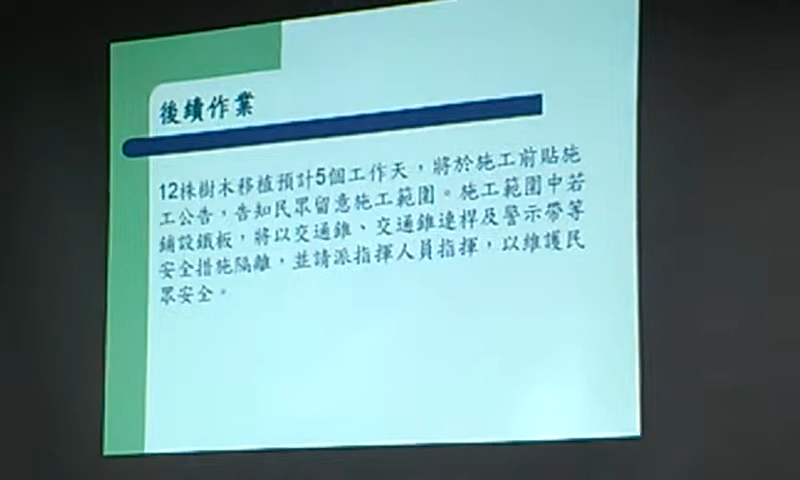 後續作業
12株樹木移植預計5個工作天，將於施工前貼施
工公告，告知民眾留意施工範圍。施工範圍中若
鋪設鐵板，將以交通錐、交通錐連桿及警示帶等
安全措施隔離，並請派指揮人員指揮，以維護民
眾安全。